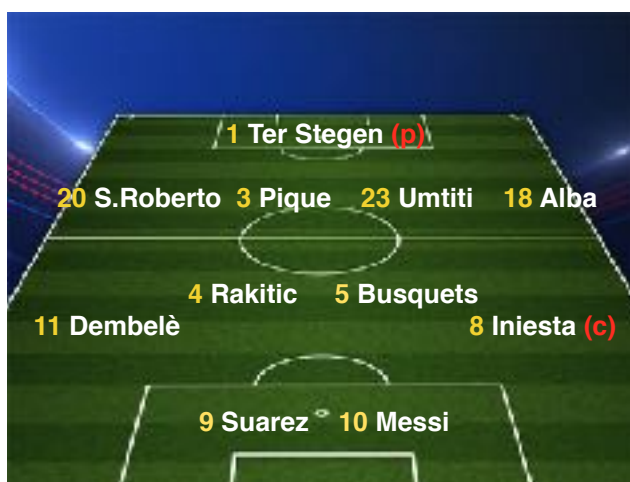 1 Ter Stegen (p)
20 S.Roberto 3 Pique 23 Umtiti 18 Alba
4 Rakitic 5 Busquets
11 Dembelè 8 Iniesta (c)
9 Suarez 10 Messi